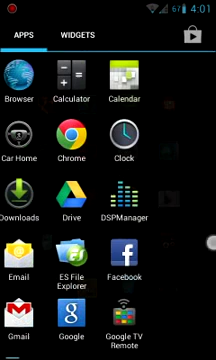 67 4:01
APPS WIDGETS
Browser Calculator Calendar
Car Home Chrome Clock
Downloads Drive DSPManager
Email ES File Explorer Facebook
Gmail Google Google TV Remote